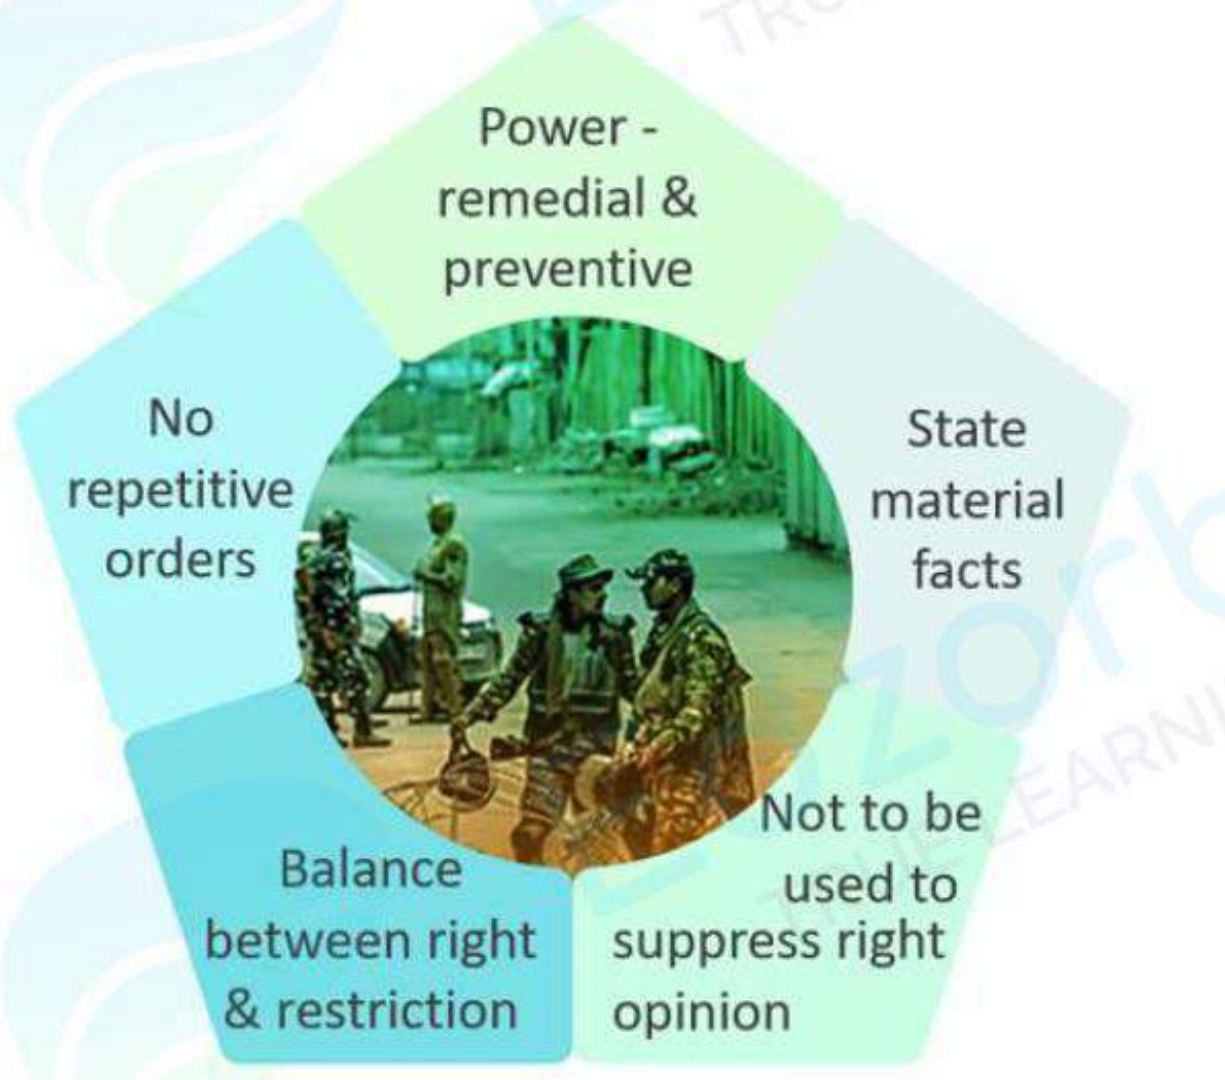 Power -
remedial &
preventive
State
material
facts
Not to be
used to
suppress right
opinion
Balance
between right
& restriction
No
repetitive
orders